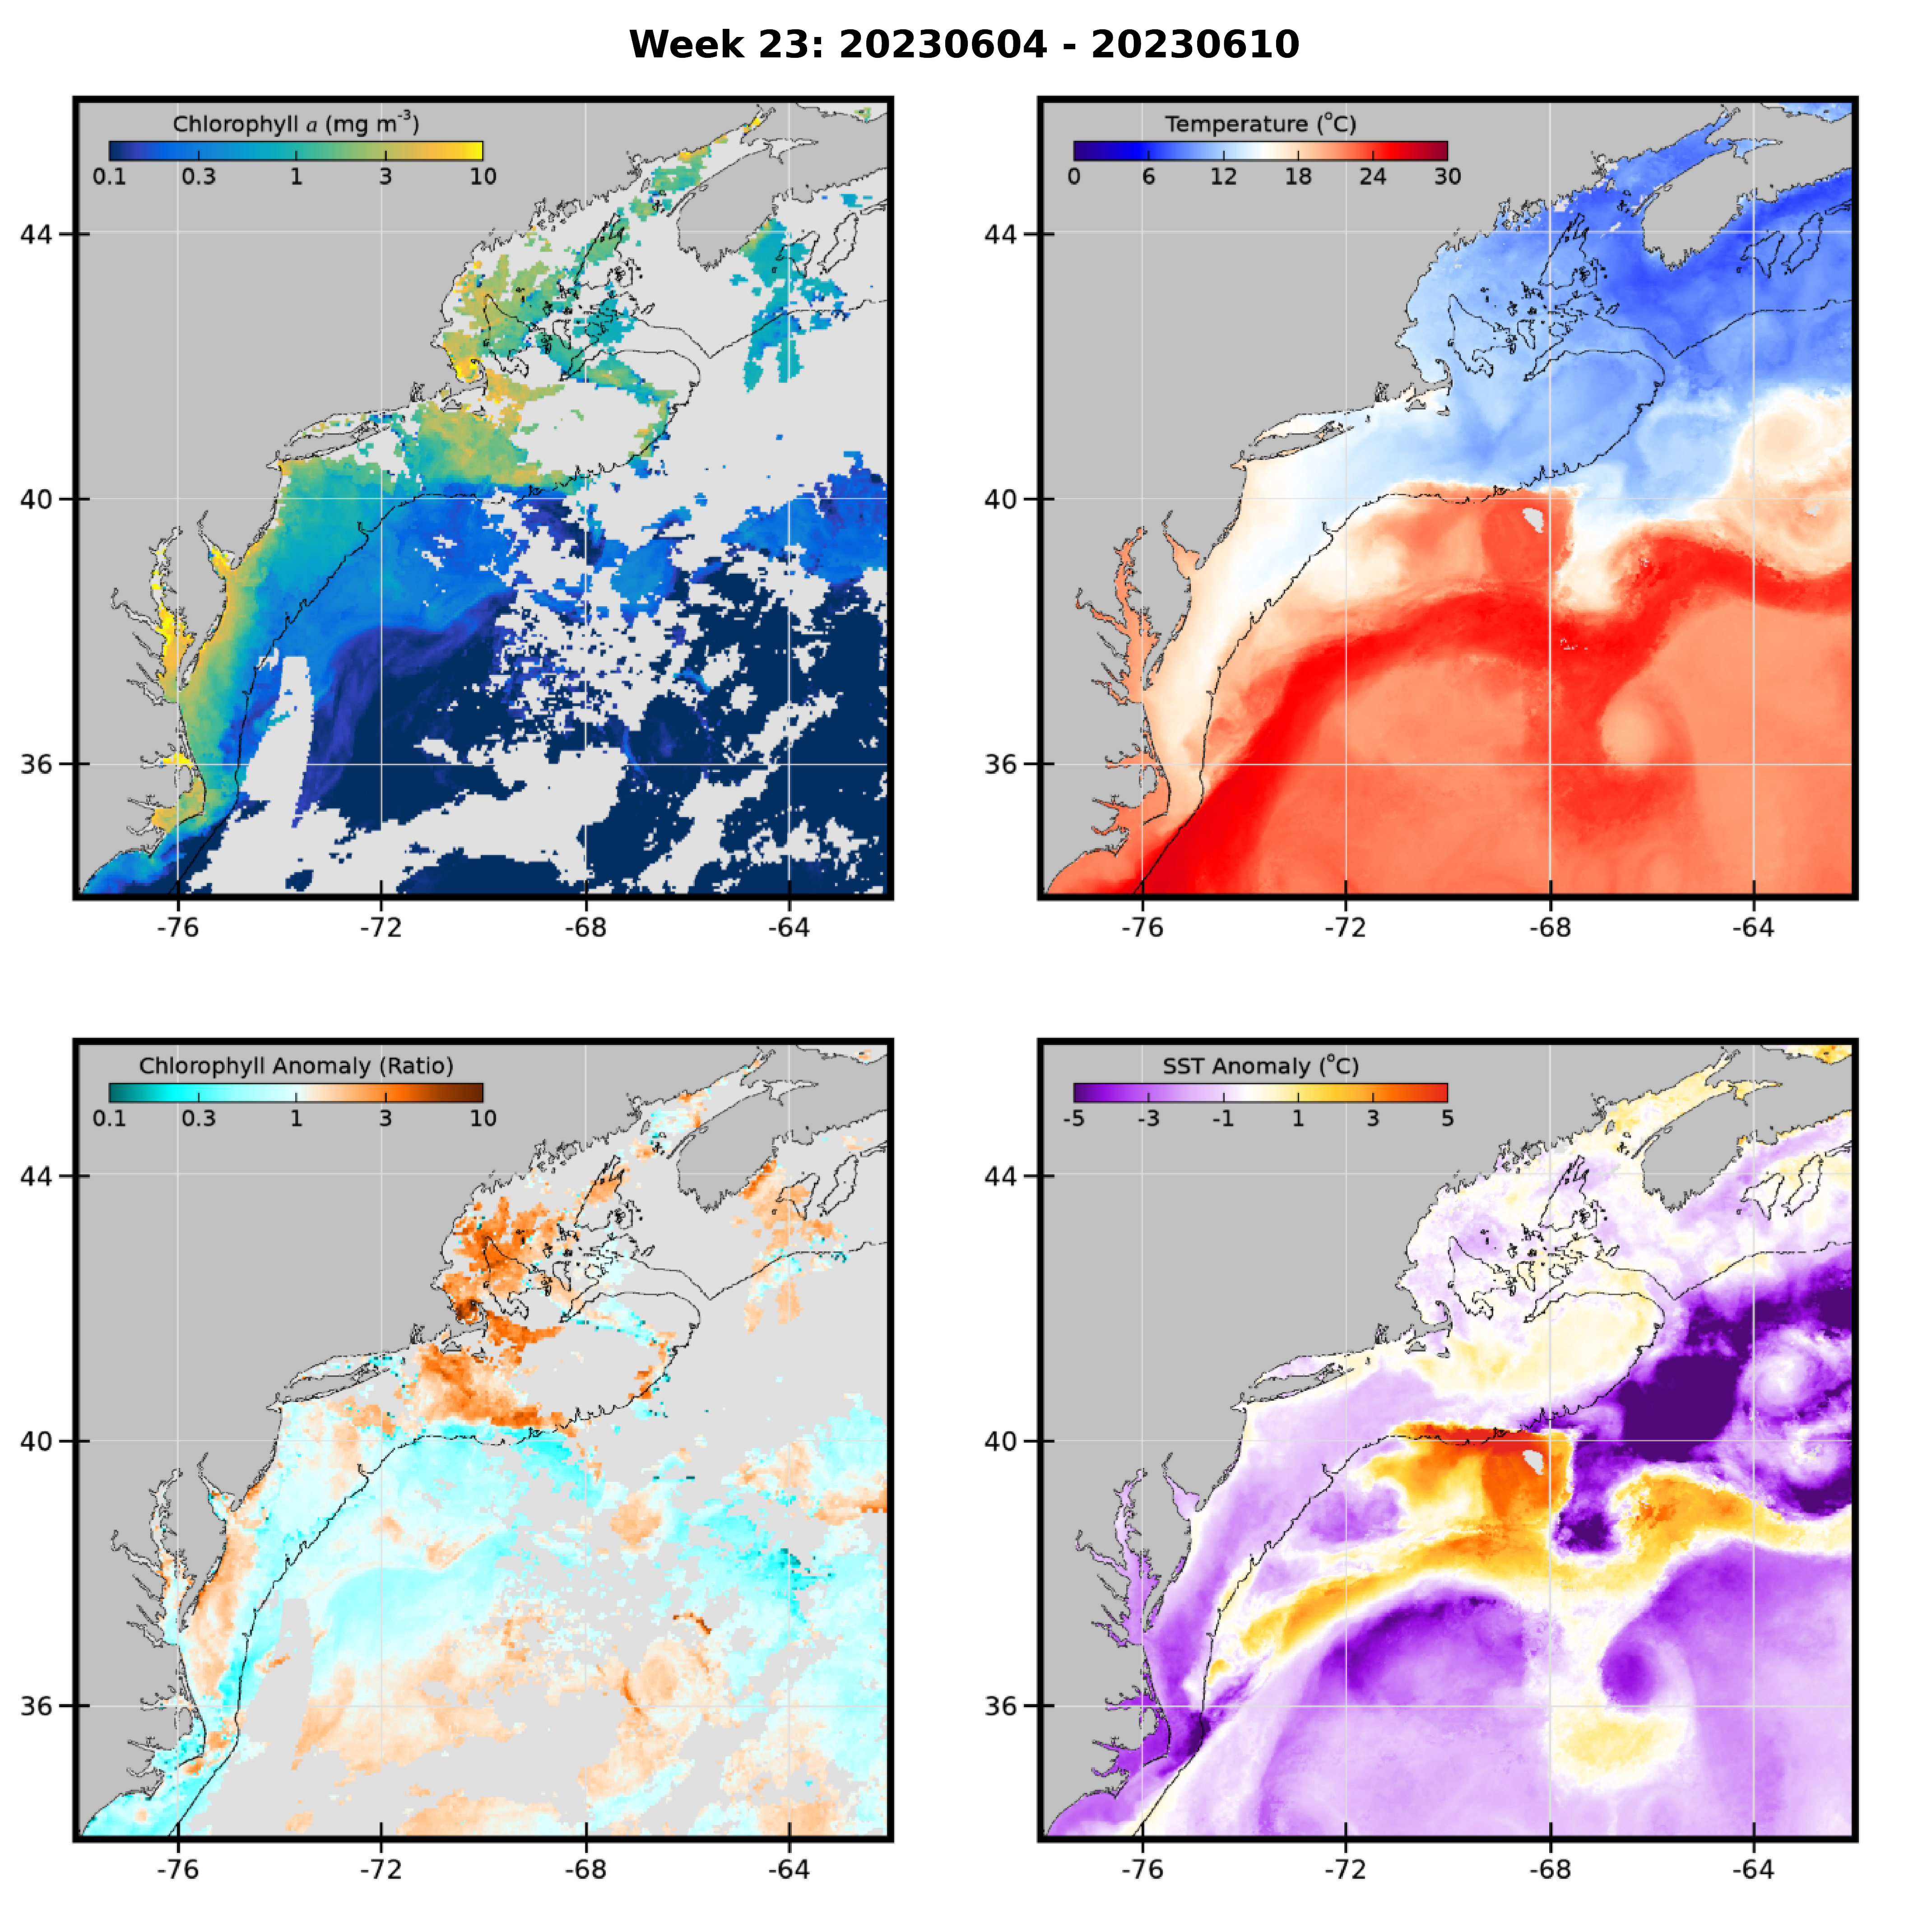 Week 23: 20230604 - 20230610
Chlorophyll a (mg m⁻³)
0.1 0.3 1 3 10
44
40
36
-76 -72 -68 -64
Temperature (°C)
0 6 12 18 24 30
44
40
36
-76 -72 -68 -64
Chlorophyll Anomaly (Ratio)
0.1 0.3 1 3 10
44
40
36
-76 -72 -68 -64
SST Anomaly (°C)
-5 -3 -1 1 3 5
44
40
36
-76 -72 -68 -64